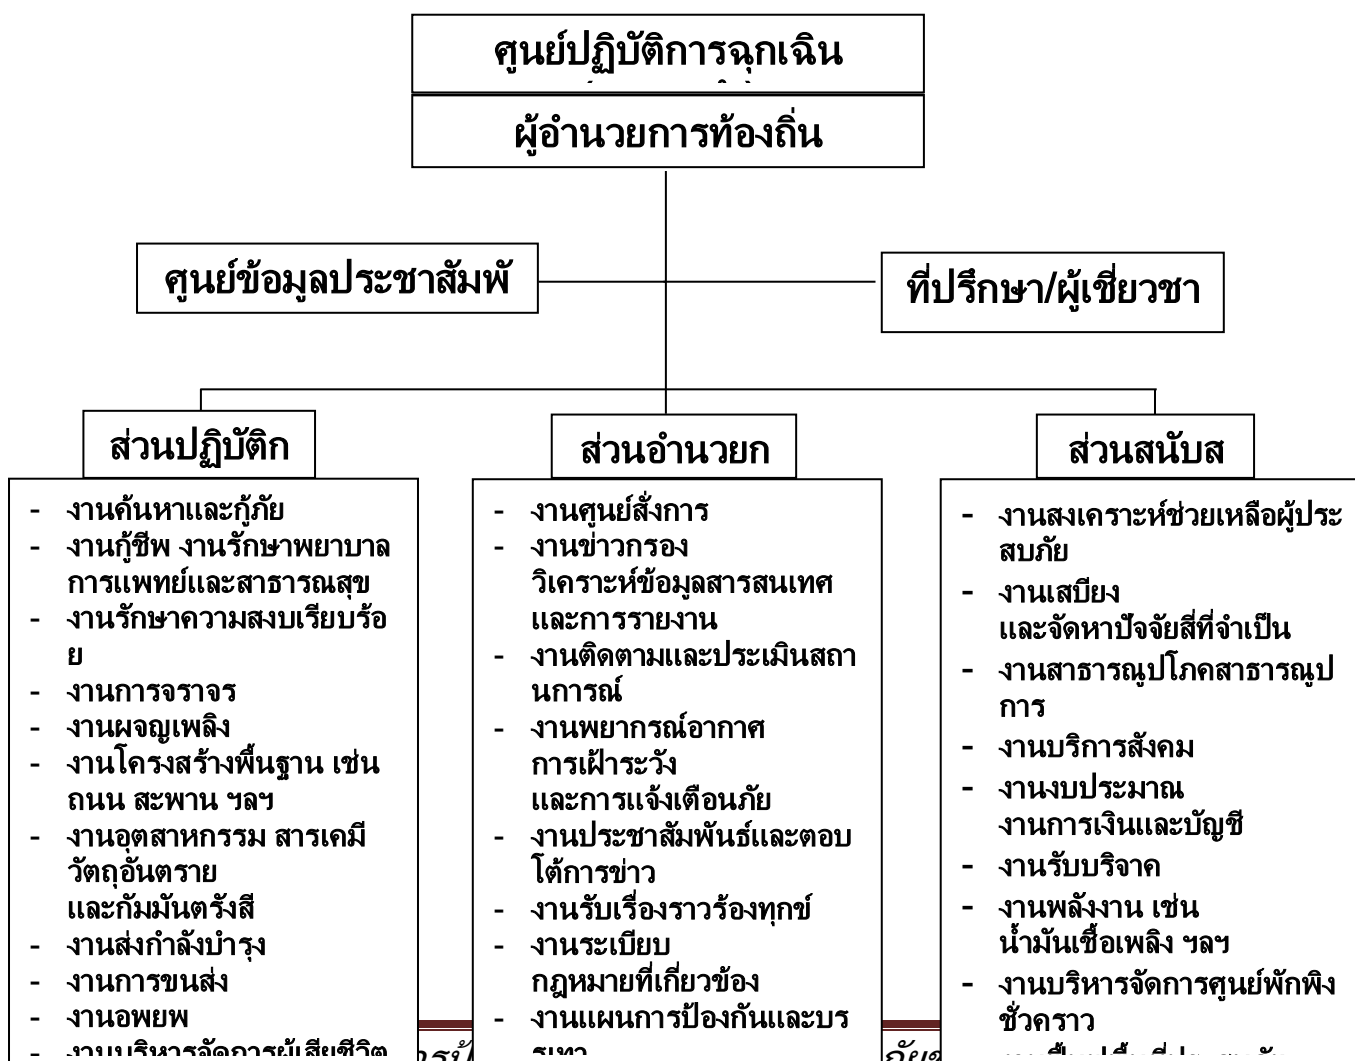 ศูนย์ปฏิบัติการฉุกเฉิน
ผู้อำนวยการท้องถิ่น
ศูนย์ข้อมูลประชาสัมพั
ที่ปรึกษา/ผู้เชี่ยวชา
ส่วนปฏิบัติก
- งานค้นหาและกู้ภัย
- งานกู้ชีพ งานรักษาพยาบาล
การแพทย์และสาธารณสุข
- งานรักษาความสงบเรียบร้อ
ย
- งานการจราจร
- งานผจญเพลิง
- งานโครงสร้างพื้นฐาน เช่น
ถนน สะพาน ฯลฯ
- งานอุตสาหกรรม สารเคมี
วัตถุอันตราย
และกัมมันตรังสี
- งานส่งกำลังบำรุง
- งานการขนส่ง
- งานอพยพ
- งานบริหารจัดการผู้เสียชีวิต
ส่วนอำนวยก
- งานศูนย์สั่งการ
- งานข่าวกรอง
วิเคราะห์ข้อมูลสารสนเทศ
และการรายงาน
- งานติดตามและประเมินสถา
นการณ์
- งานพยากรณ์อากาศ
การเฝ้าระวัง
และการแจ้งเตือนภัย
- งานประชาสัมพันธ์และตอบ
โต้การข่าว
- งานรับเรื่องราวร้องทุกข์
- งานระเบียบ
กฎหมายที่เกี่ยวข้อง
- งานแผนการป้องกันและบร
รเทา
ส่วนสนับส
- งานสงเคราะห์ช่วยเหลือผู้ประ
สบภัย
- งานเสบียง
และจัดหาปัจจัยสี่ที่จำเป็น
- งานสาธารณูปโภคสาธารณูป
การ
- งานบริการสังคม
- งานงบประมาณ
งานการเงินและบัญชี
- งานรับบริจาค
- งานพลังงาน เช่น
น้ำมันเชื้อเพลิง ฯลฯ
- งานบริหารจัดการศูนย์พักพิง
ชั่วคราว